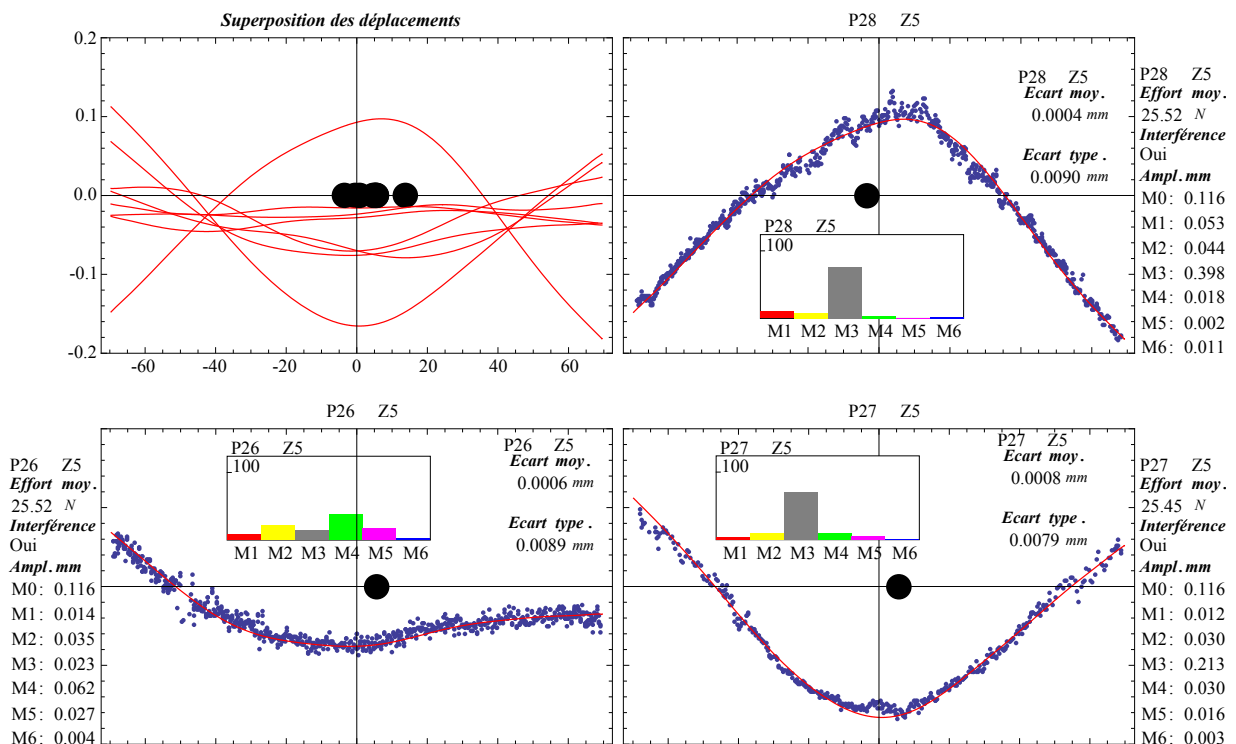 Superposition des déplacements
0.2
0.1
0.0
-0.1
-0.2
-60 -40 -20 0 20 40 60
P28 Z5
P28 Z5
Ecart moy.
0.0004 mm
Ecart type.
0.0090 mm
P28 Z5
100
M1 M2 M3 M4 M5 M6
P28 Z5
Effort moy.
25.52 N
Interférence
Oui
Ampl.mm
M0: 0.116
M1: 0.053
M2: 0.044
M3: 0.398
M4: 0.018
M5: 0.002
M6: 0.011
P26 Z5
P26 Z5
Effort moy.
25.52 N
Interférence
Oui
Ampl.mm
M0: 0.116
M1: 0.014
M2: 0.035
M3: 0.023
M4: 0.062
M5: 0.027
M6: 0.004
P26 Z5
100
M1 M2 M3 M4 M5 M6
P26 Z5
Ecart moy.
0.0006 mm
Ecart type.
0.0089 mm
P27 Z5
P27 Z5
100
M1 M2 M3 M4 M5 M6
P27 Z5
Ecart moy.
0.0008 mm
Ecart type.
0.0079 mm
P27 Z5
Effort moy.
25.45 N
Interférence
Oui
Ampl.mm
M0: 0.116
M1: 0.012
M2: 0.030
M3: 0.213
M4: 0.030
M5: 0.016
M6: 0.003